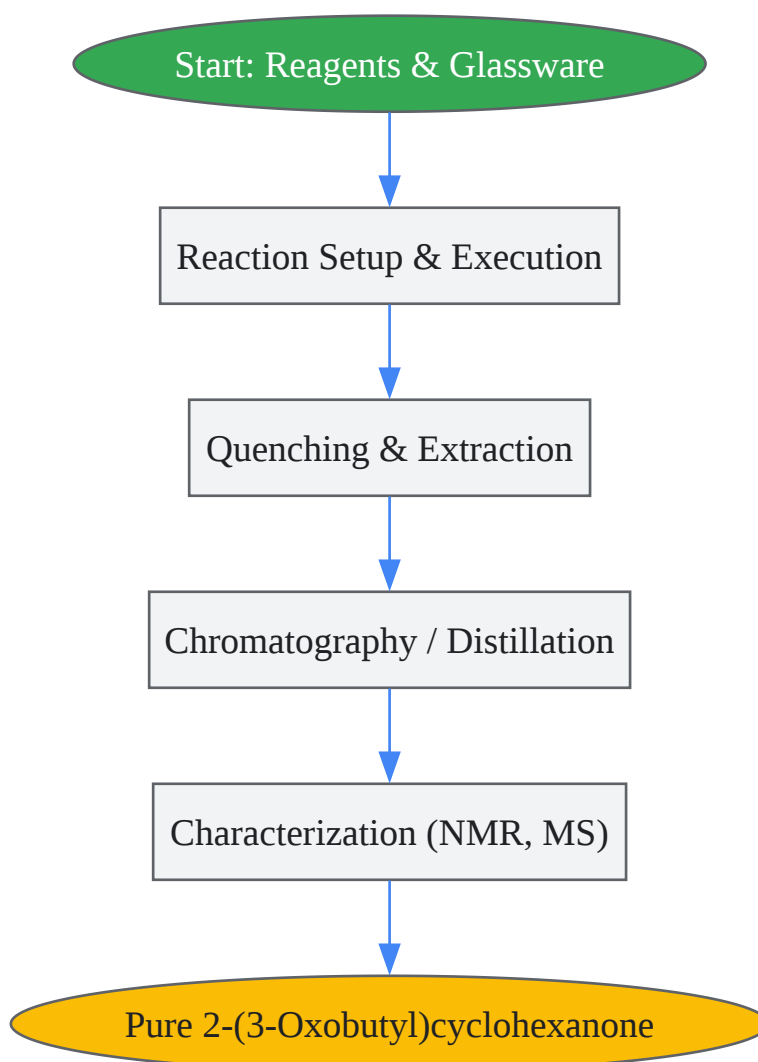 Start: Reagents & Glassware
Reaction Setup & Execution
Quenching & Extraction
Chromatography / Distillation
Characterization (NMR, MS)
Pure 2-(3-Oxobutyl)cyclohexanone